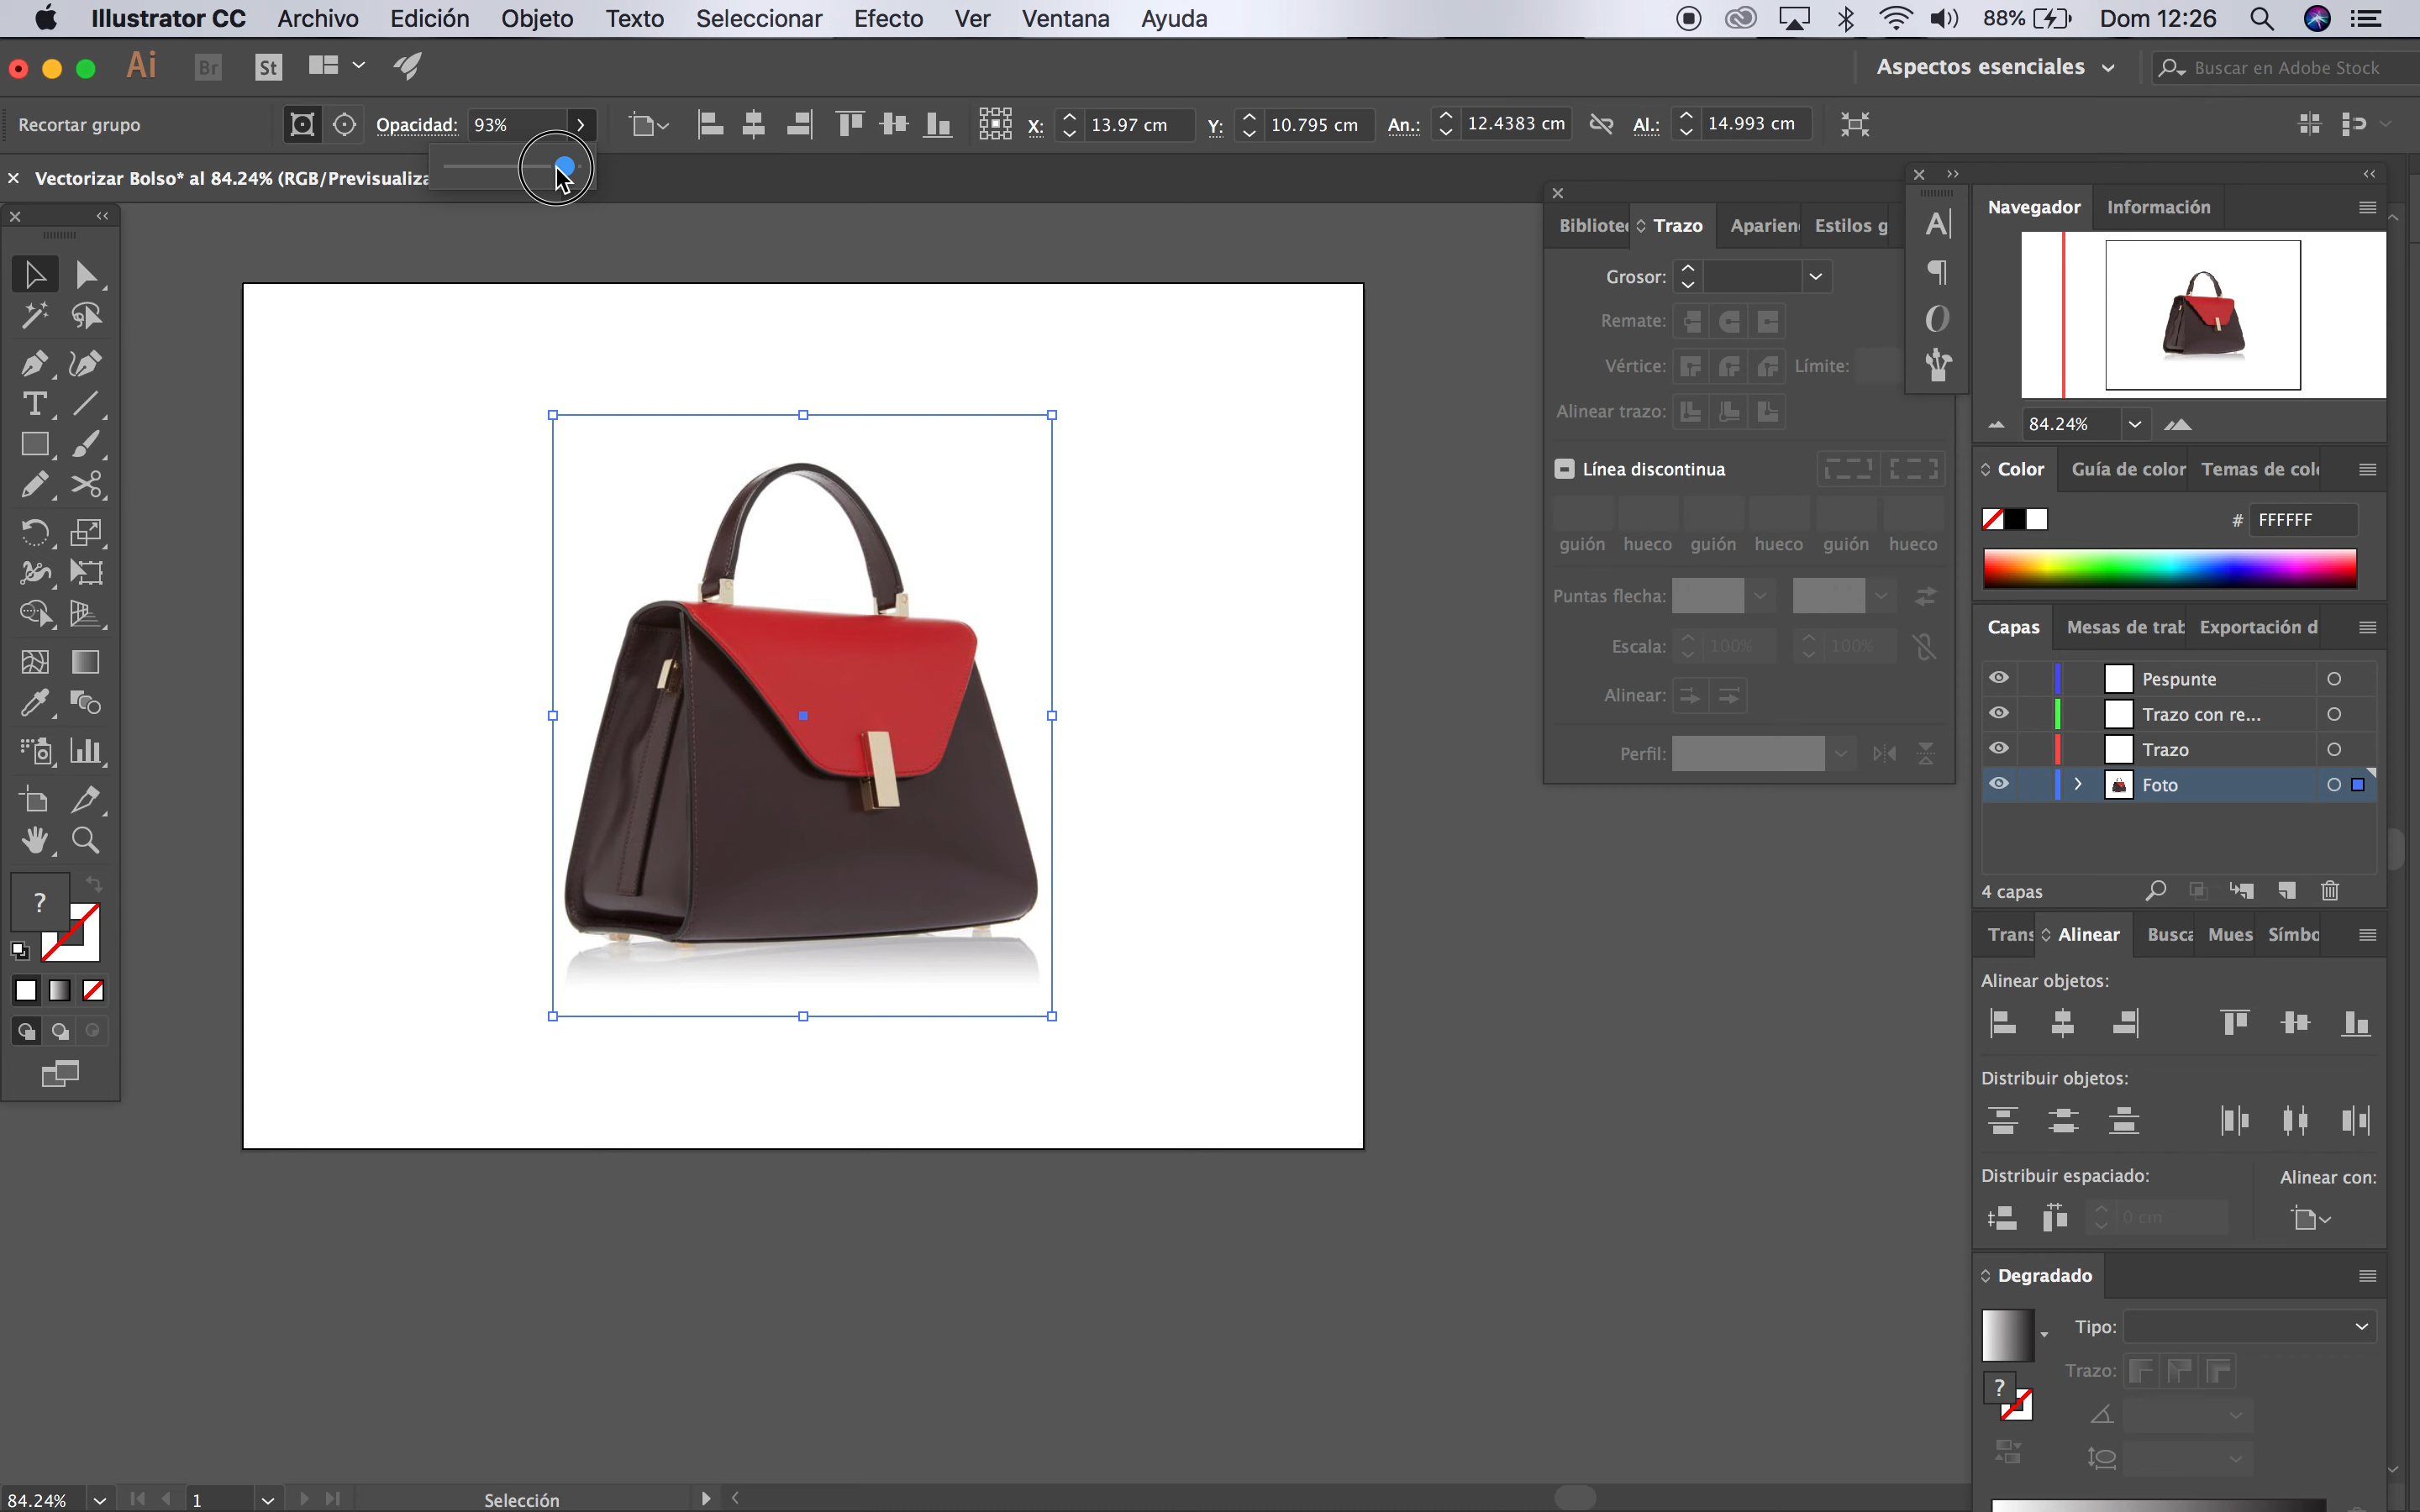 Illustrator CC Archivo Edición Objeto Texto Seleccionar Efecto Ver Ventana Ayuda 88% Dom 12:26
Ai Br St Aspectos esenciales Buscar en Adobe Stock
Recortar grupo Opacidad: 93% X: 13.97 cm Y: 10.795 cm An.: 12.4383 cm Al.: 14.993 cm
Vectorizar Bolso* al 84.24% (RGB/Previsualiza
Bibliote Trazo Aparien Estilos g
Grosor:
Remate:
Vértice: Límite:
Alinear trazo:
Línea discontinua
guión hueco guión hueco guión hueco
Puntas flecha:
Escala: 100% 100%
Alinear:
Perfil:
Navegador Información
84.24%
Color Guía de color Temas de col
# FFFFFF
Capas Mesas de trab Exportación d
Pespunte
Trazo con re...
Trazo
Foto
4 capas
Trans Alinear Busca Mues Símbo
Alinear objetos:
Distribuir objetos:
Distribuir espaciado: Alinear con:
0 cm
Degradado
Tipo:
Trazo:
?
?
84.24% 1 Selección